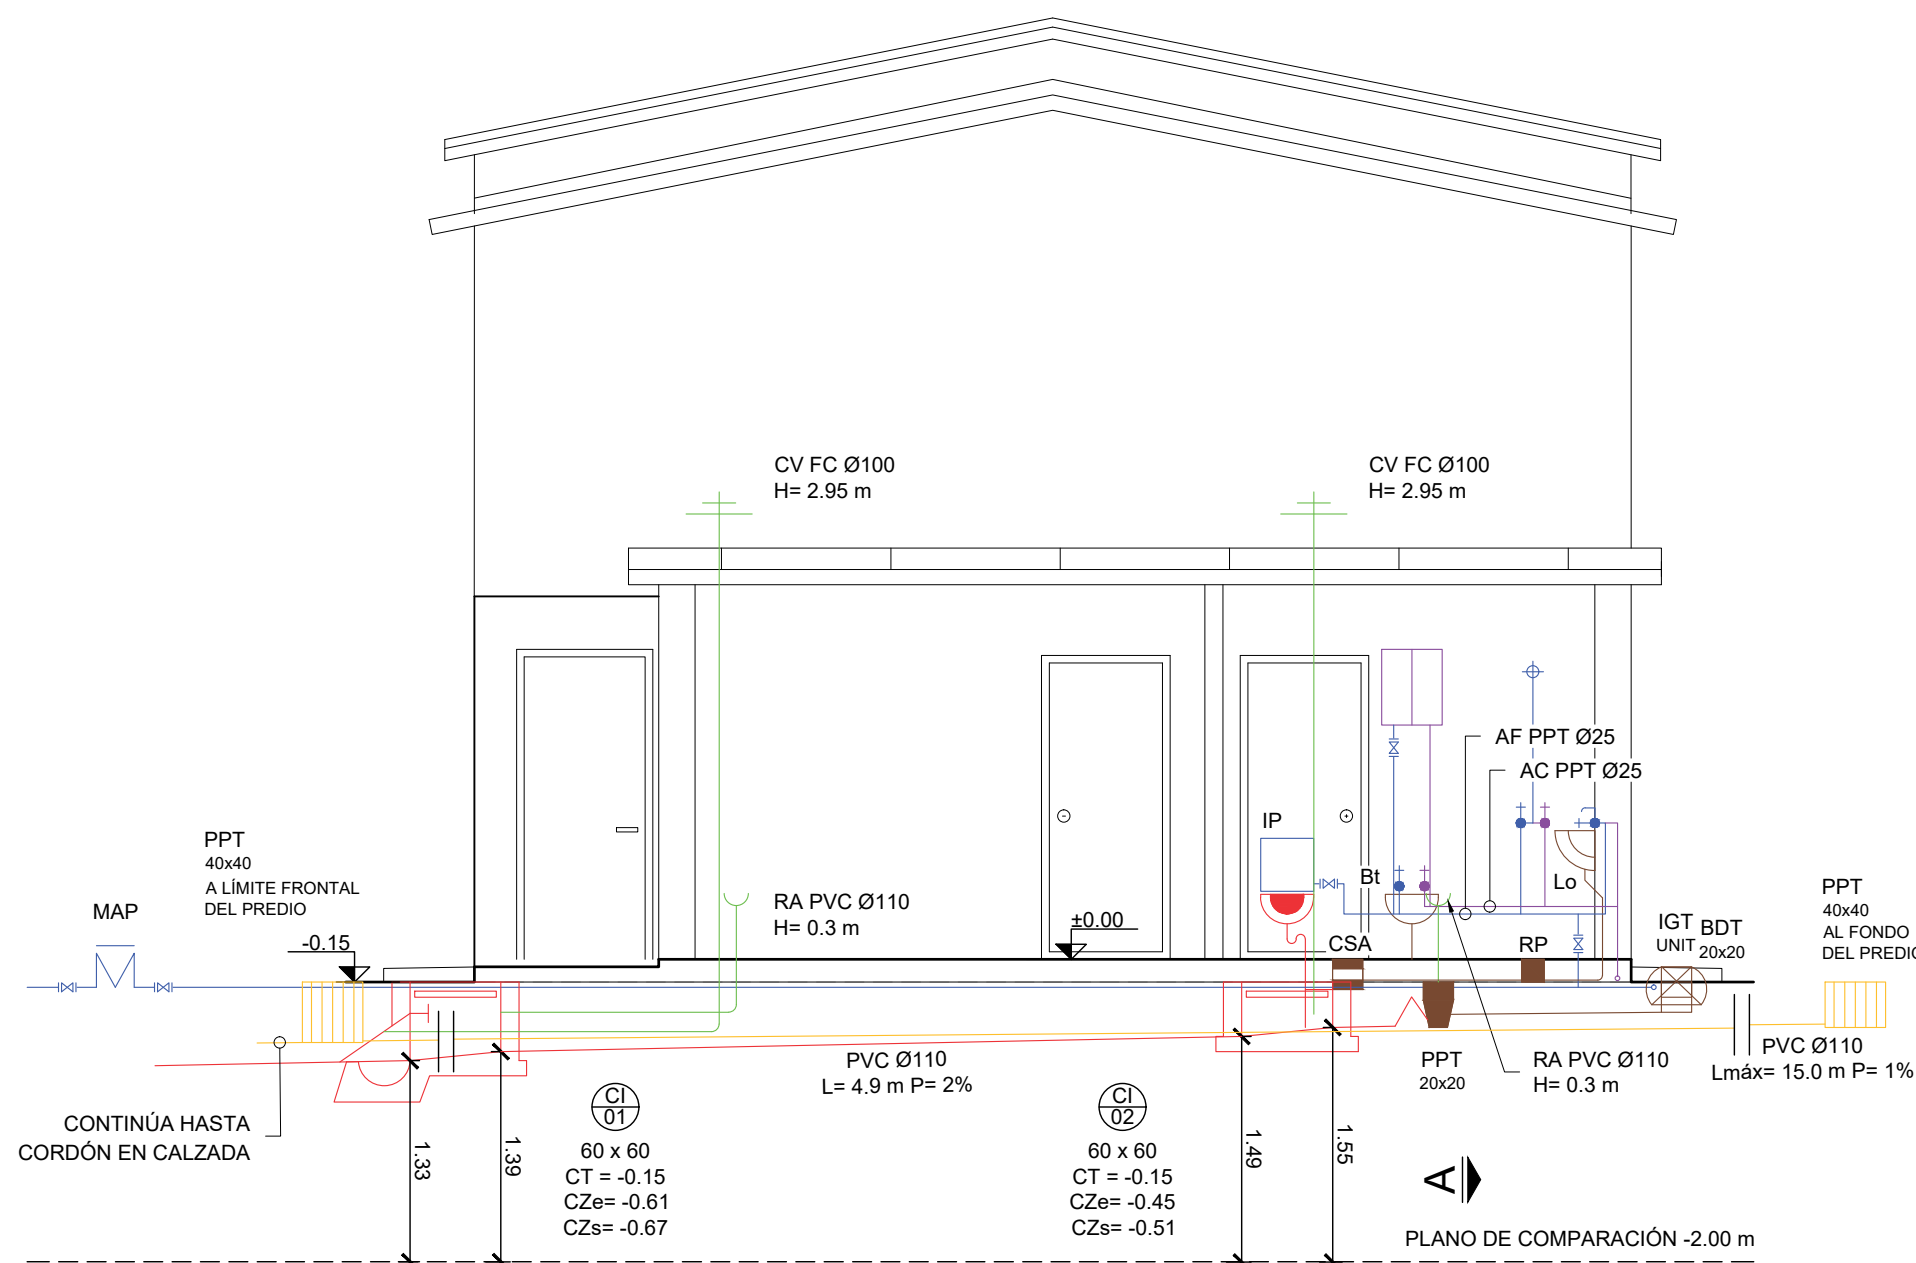 CV FC Ø100
H= 2.95 m
CV FC Ø100
H= 2.95 m
AF PPT Ø25
AC PPT Ø25
IP
PPT
40x40
A LÍMITE FRONTAL
DEL PREDIO
MAP
-0.15
RA PVC Ø110
H= 0.3 m
±0.00
Bt
Lo
CSA
RP
IGT
UNIT
BDT
20x20
PPT
40x40
AL FONDO
DEL PREDIO
PVC Ø110
L= 4.9 m P= 2%
PPT
20x20
RA PVC Ø110
H= 0.3 m
PVC Ø110
Lmáx= 15.0 m P= 1%
CONTINÚA HASTA
CORDÓN EN CALZADA
1.33
1.39
CI
01
60 x 60
CT = -0.15
CZe= -0.61
CZs= -0.67
CI
02
60 x 60
CT = -0.15
CZe= -0.45
CZs= -0.51
1.49
1.55
A
PLANO DE COMPARACIÓN -2.00 m